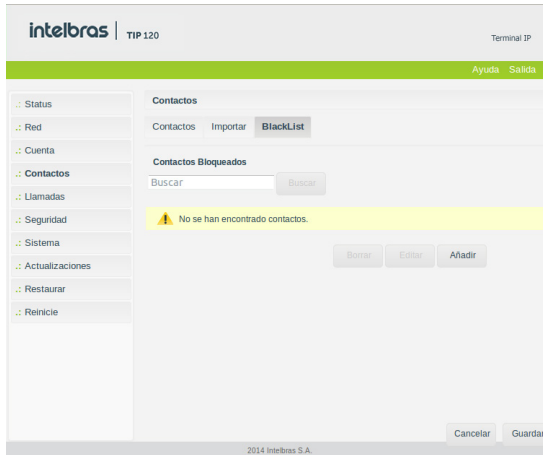 intelbras TIP 120
Terminal IP
Ayuda Salida
.: Status
.: Red
.: Cuenta
.: Contactos
.: Llamadas
.: Seguridad
.: Sistema
.: Actualizaciones
.: Restaurar
.: Reinicie
Contactos
Contactos Importar BlackList
Contactos Bloqueados
Buscar Buscar
No se han encontrado contactos.
Borrar Editar Añadir
Cancelar Guardar
2014 Intelbras S.A.